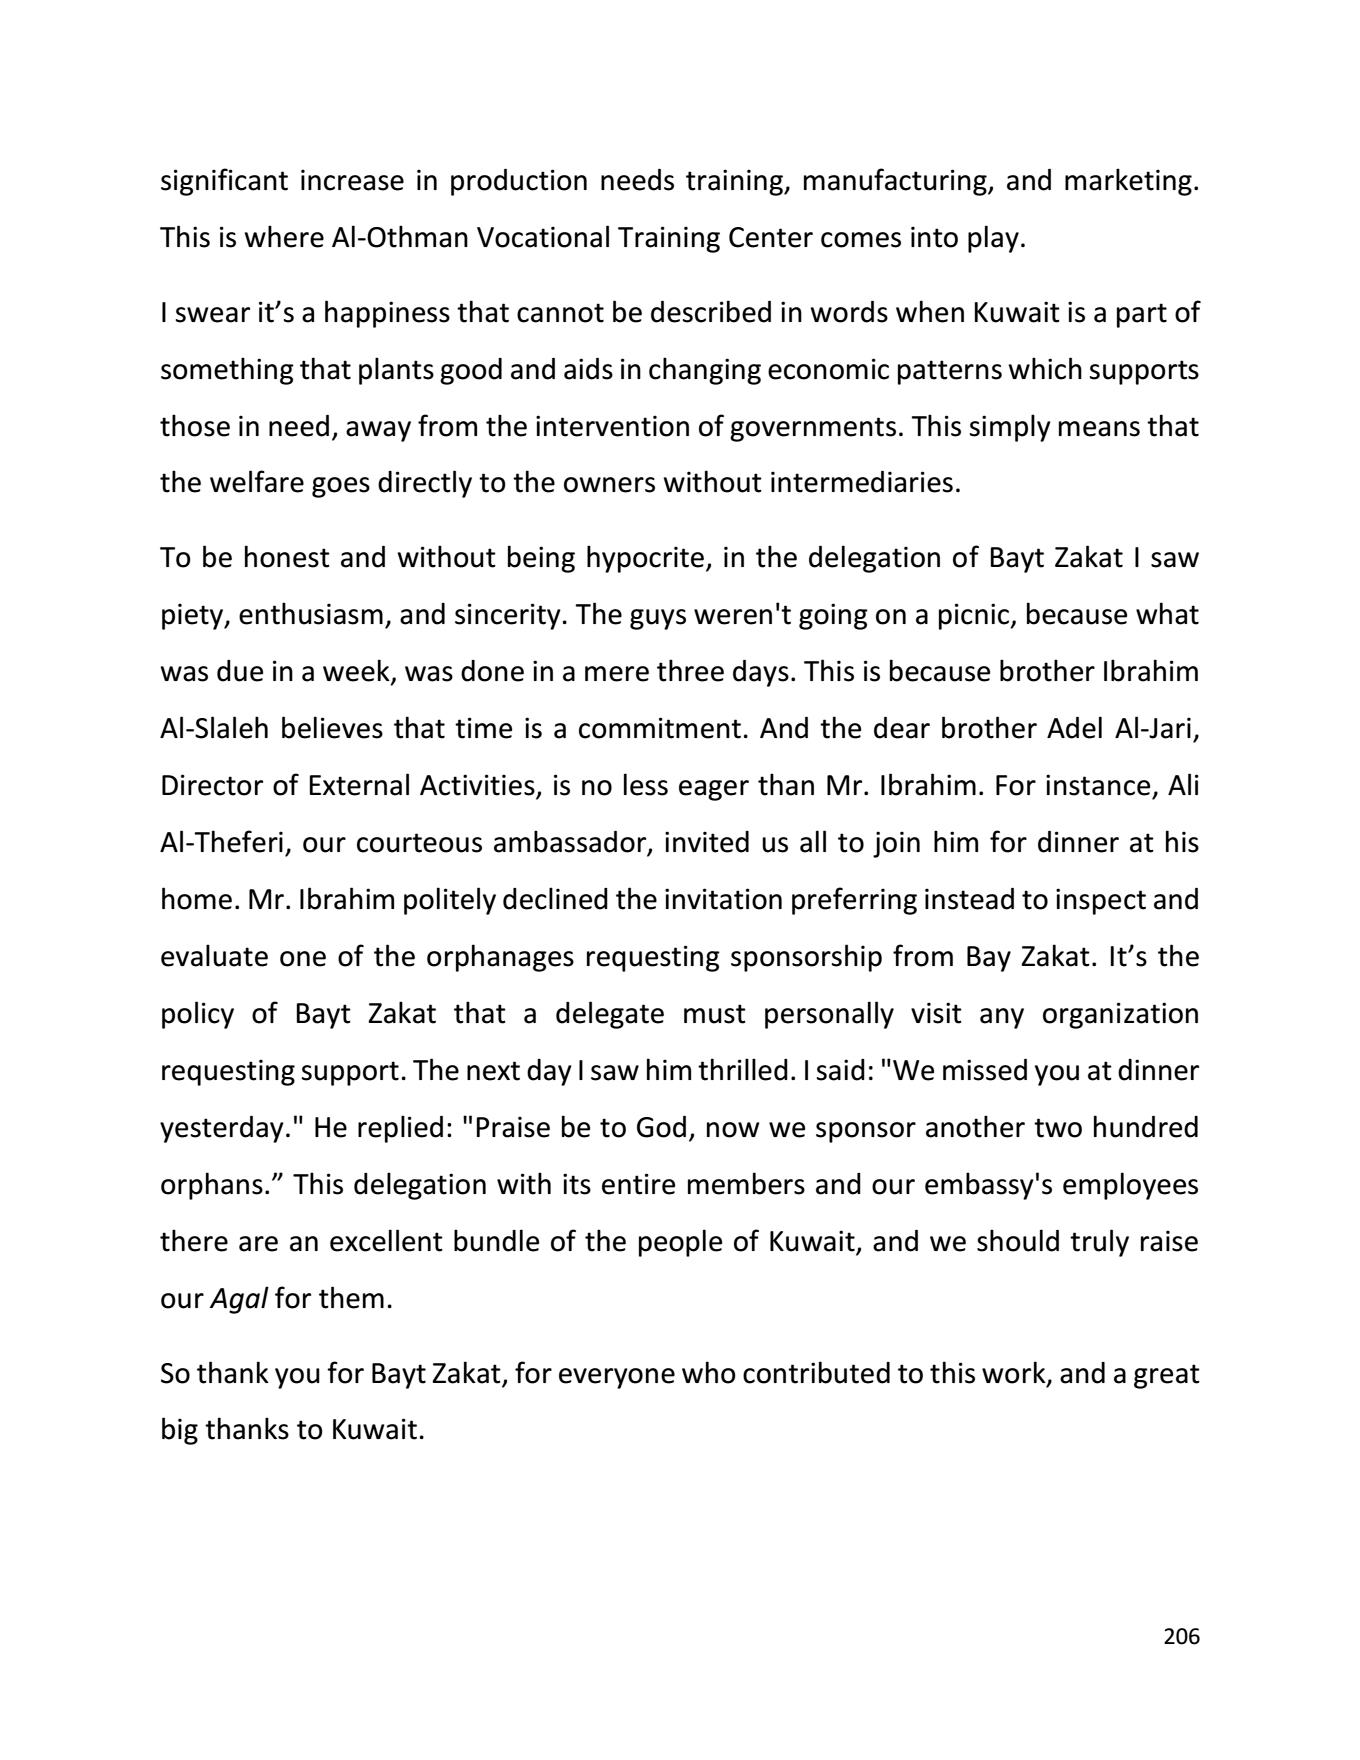 significant increase in production needs training, manufacturing, and marketing.
This is where Al-Othman Vocational Training Center comes into play.
I swear it’s a happiness that cannot be described in words when Kuwait is a part of
something that plants good and aids in changing economic patterns which supports
those in need, away from the intervention of governments. This simply means that
the welfare goes directly to the owners without intermediaries.
To be honest and without being hypocrite, in the delegation of Bayt Zakat I saw
piety, enthusiasm, and sincerity. The guys weren't going on a picnic, because what
was due in a week, was done in a mere three days. This is because brother Ibrahim
Al-Slaleh believes that time is a commitment. And the dear brother Adel Al-Jari,
Director of External Activities, is no less eager than Mr. Ibrahim. For instance, Ali
Al-Theferi, our courteous ambassador, invited us all to join him for dinner at his
home. Mr. Ibrahim politely declined the invitation preferring instead to inspect and
evaluate one of the orphanages requesting sponsorship from Bay Zakat. It’s the
policy of Bayt Zakat that a delegate must personally visit any organization
requesting support. The next day I saw him thrilled. I said: "We missed you at dinner
yesterday." He replied: "Praise be to God, now we sponsor another two hundred
orphans.” This delegation with its entire members and our embassy's employees
there are an excellent bundle of the people of Kuwait, and we should truly raise
our Agal for them.
So thank you for Bayt Zakat, for everyone who contributed to this work, and a great
big thanks to Kuwait.
206